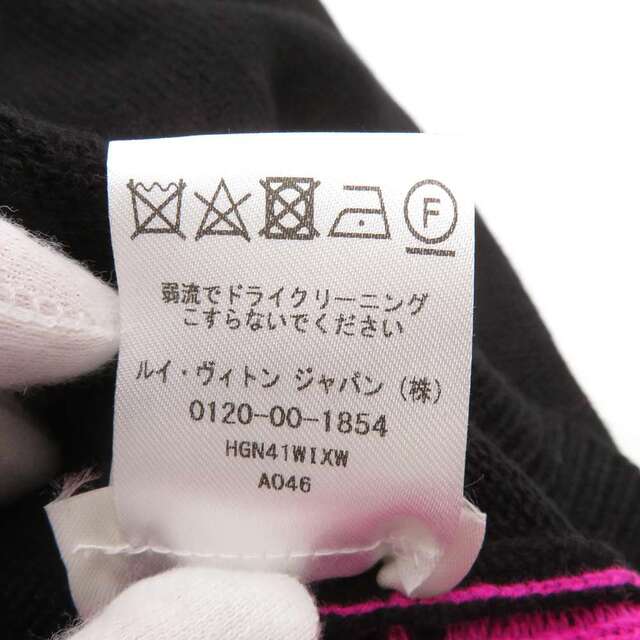 F
弱流でドライクリーニング
こすらないでください
ルイ・ヴィトン ジャパン (株)
0120-00-1854
HGN41WIXW
A046